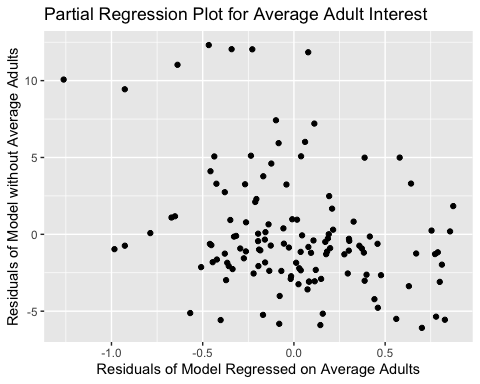 Partial Regression Plot for Average Adult Interest
Residuals of Model without Average Adults
10
5
0
-5
-1.0
-0.5
0.0
0.5
Residuals of Model Regressed on Average Adults